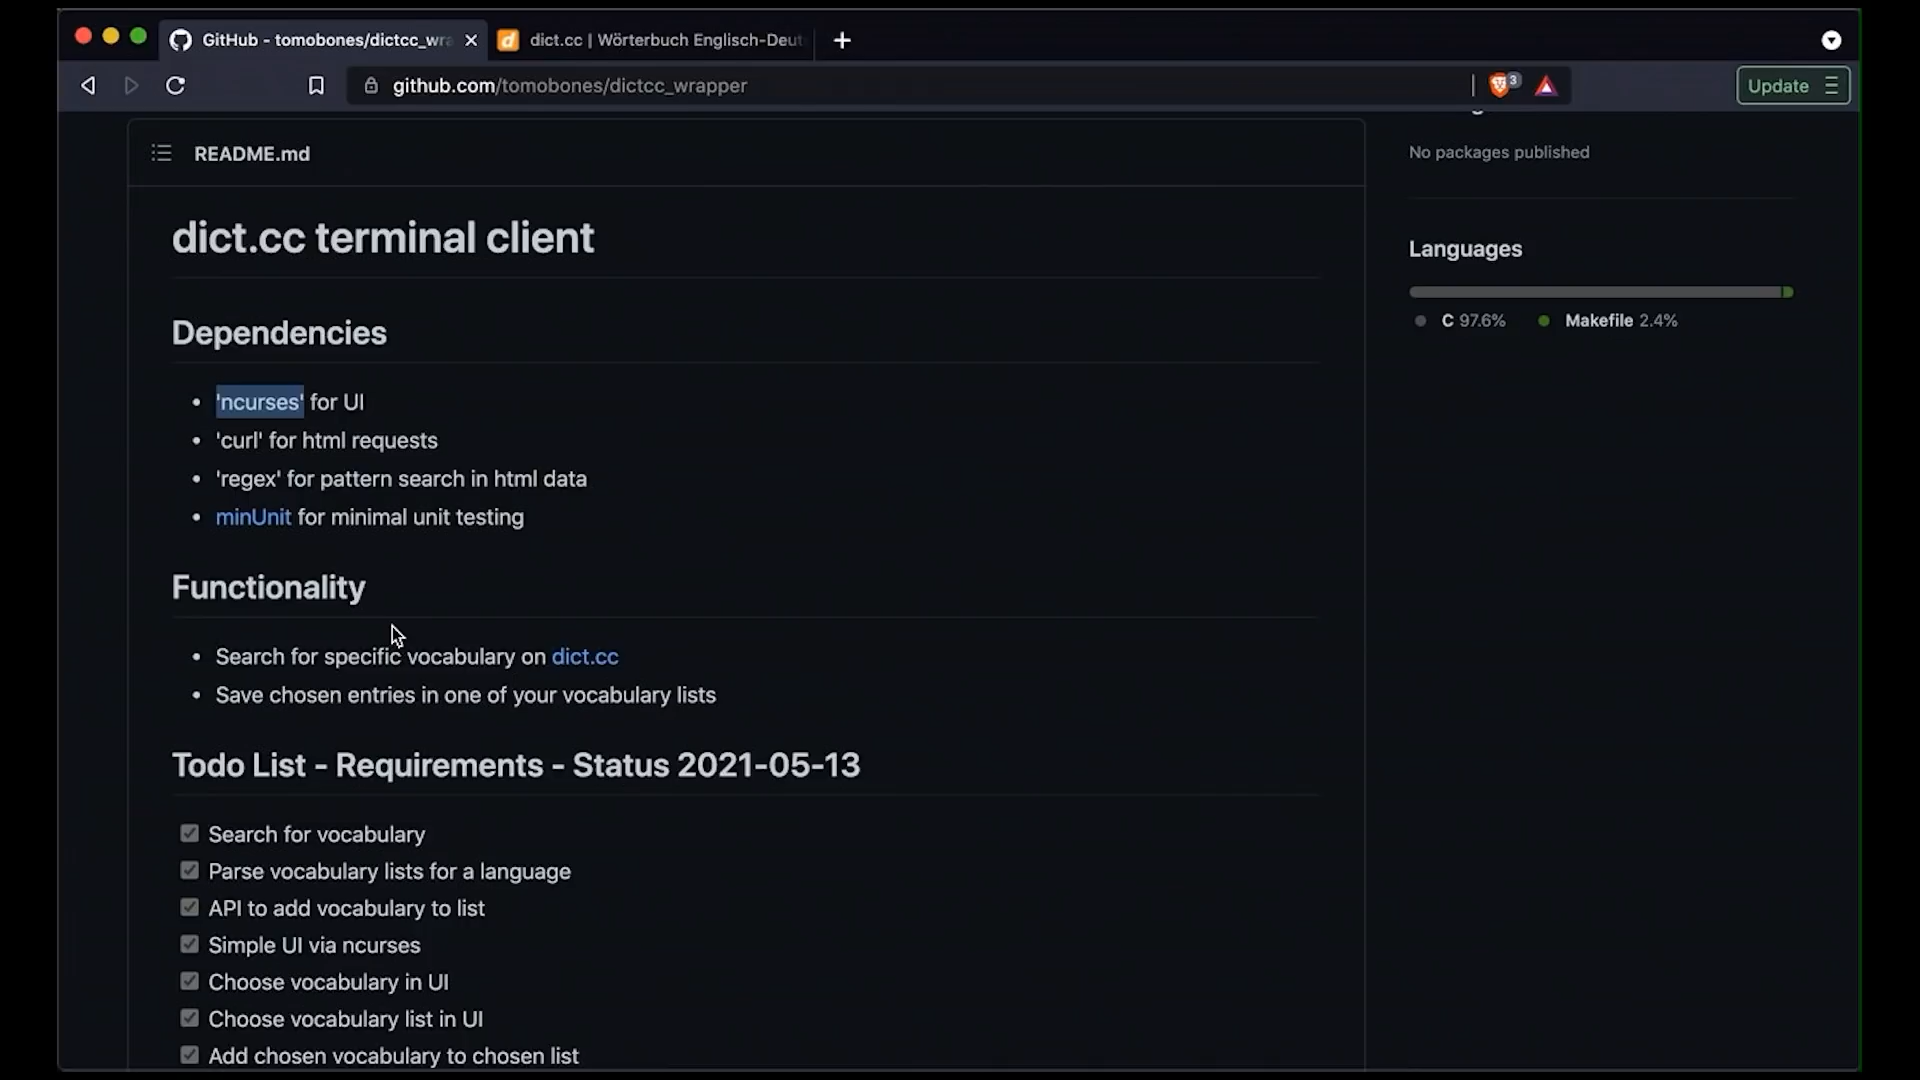 GitHub - tomobones/dictcc_wra
dict.cc | Wörterbuch Englisch-Deut
github.com/tomobones/dictcc_wrapper
3
Update
README.md
No packages published
dict.cc terminal client
Languages
C 97.6%
Makefile 2.4%
Dependencies
'ncurses' for UI
'curl' for html requests
'regex' for pattern search in html data
minUnit for minimal unit testing
Functionality
Search for specific vocabulary on dict.cc
Save chosen entries in one of your vocabulary lists
Todo List - Requirements - Status 2021-05-13
Search for vocabulary
Parse vocabulary lists for a language
API to add vocabulary to list
Simple UI via ncurses
Choose vocabulary in UI
Choose vocabulary list in UI
Add chosen vocabulary to chosen list